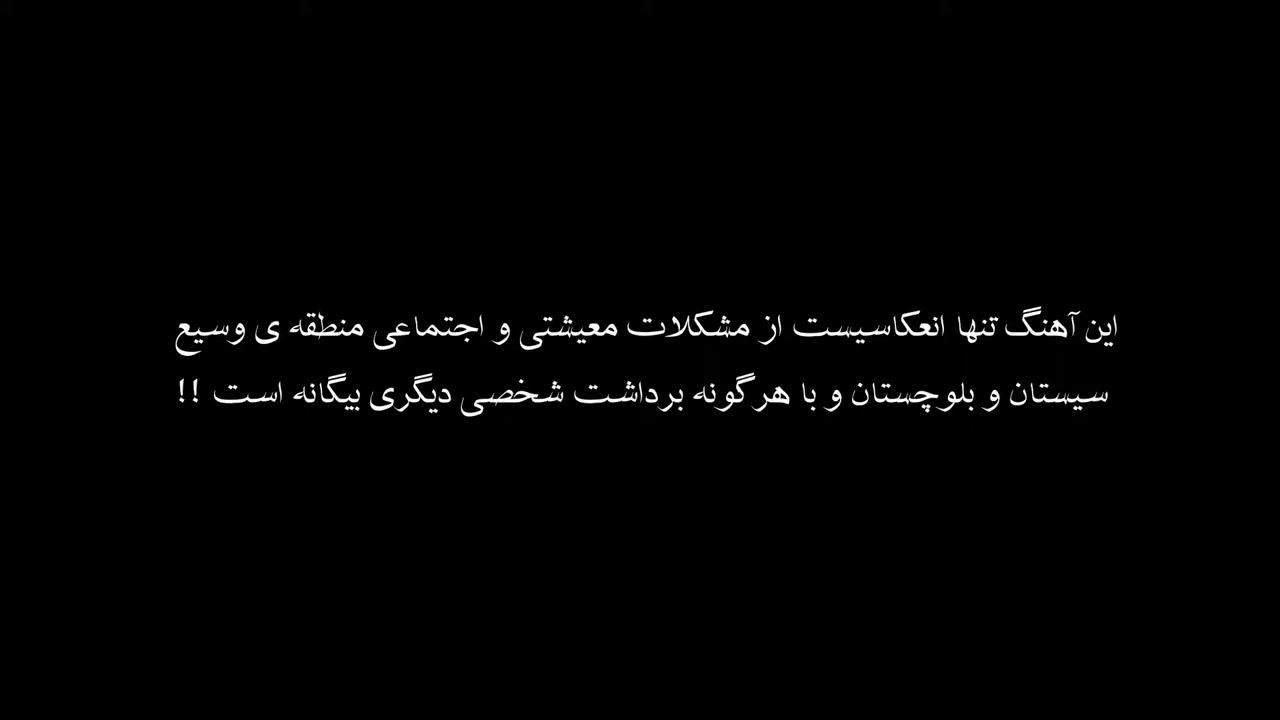 این آهنگ تنها انعکاسیست از مشکلات معیشتی و اجتماعی منطقه ی وسیع
سیستان و بلوچستان و با هرگونه برداشت شخصی دیگری بیگانه است !!